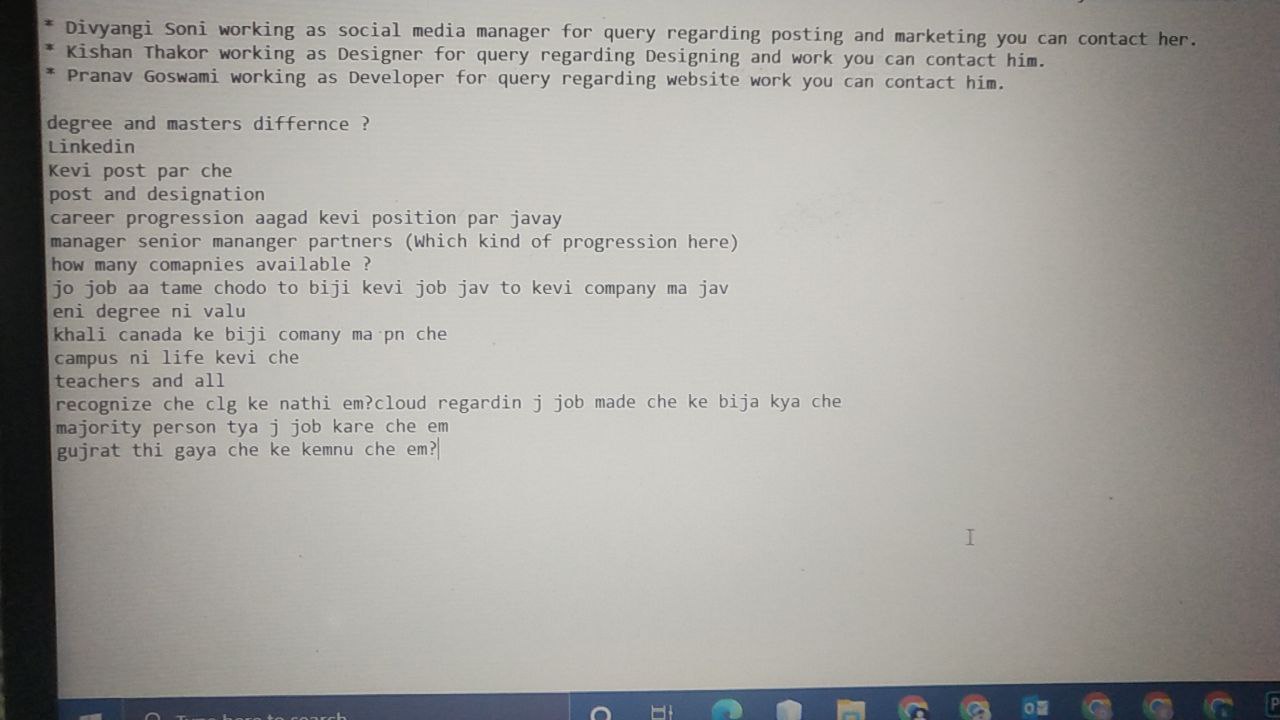 * Divyangi Soni working as social media manager for query regarding posting and marketing you can contact her.
* Kishan Thakor working as Designer for query regarding Designing and work you can contact him.
* Pranav Goswami working as Developer for query regarding website work you can contact him.
degree and masters differnce ?
Linkedin
Kevi post par che
post and designation
career progression aagad kevi position par javay
manager senior mananger partners (Which kind of progression here)
how many comapnies available ?
jo job aa tame chodo to biji kevi job jav to kevi company ma jav
eni degree ni valu
khali canada ke biji comany ma pn che
campus ni life kevi che
teachers and all
recognize che clg ke nathi em?cloud regardin j job made che ke bija kya che
majority person tya j job kare che em
gujrat thi gaya che ke kemnu che em?
Type here to search